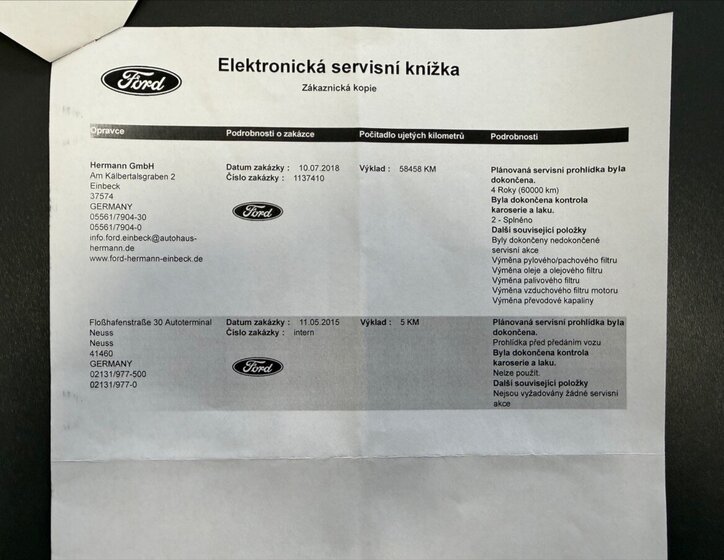 Ford
Elektronická servisní knížka
Zákaznická kopie
Opravce Podrobnosti o zakázce Počitadlo ujetých kilometrů Podrobnosti
Hermann GmbH
Am Kälbertalsgraben 2
Einbeck
37574
GERMANY
05561/7904-30
05561/7904-0
info.ford.einbeck@autohaus-
hermann.de
www.ford-hermann-einbeck.de
Datum zakázky : 10.07.2018
Číslo zakázky : 1137410
Ford
Výklad : 58458 KM
Plánovaná servisní prohlídka byla
dokončena.
4 Roky (60000 km)
Byla dokončena kontrola
karoserie a laku.
2 - Splněno
Další související položky
Byly dokončeny nedokončené
servisní akce
Výměna pylového/pachového filtru
Výměna oleje a olejového filtru
Výměna palivového filtru
Výměna vzduchového filtru motoru
Výměna převodové kapaliny
Floßhafenstraße 30 Autoterminal
Neuss
Neuss
41460
GERMANY
02131/977-500
02131/977-0
Datum zakázky : 11.05.2015
Číslo zakázky : intern
Ford
Výklad : 5 KM
Plánovaná servisní prohlídka byla
dokončena.
Prohlídka před předáním vozu
Byla dokončena kontrola
karoserie a laku.
Nelze použít.
Další související položky
Nejsou vyžadovány žádné servisní
akce